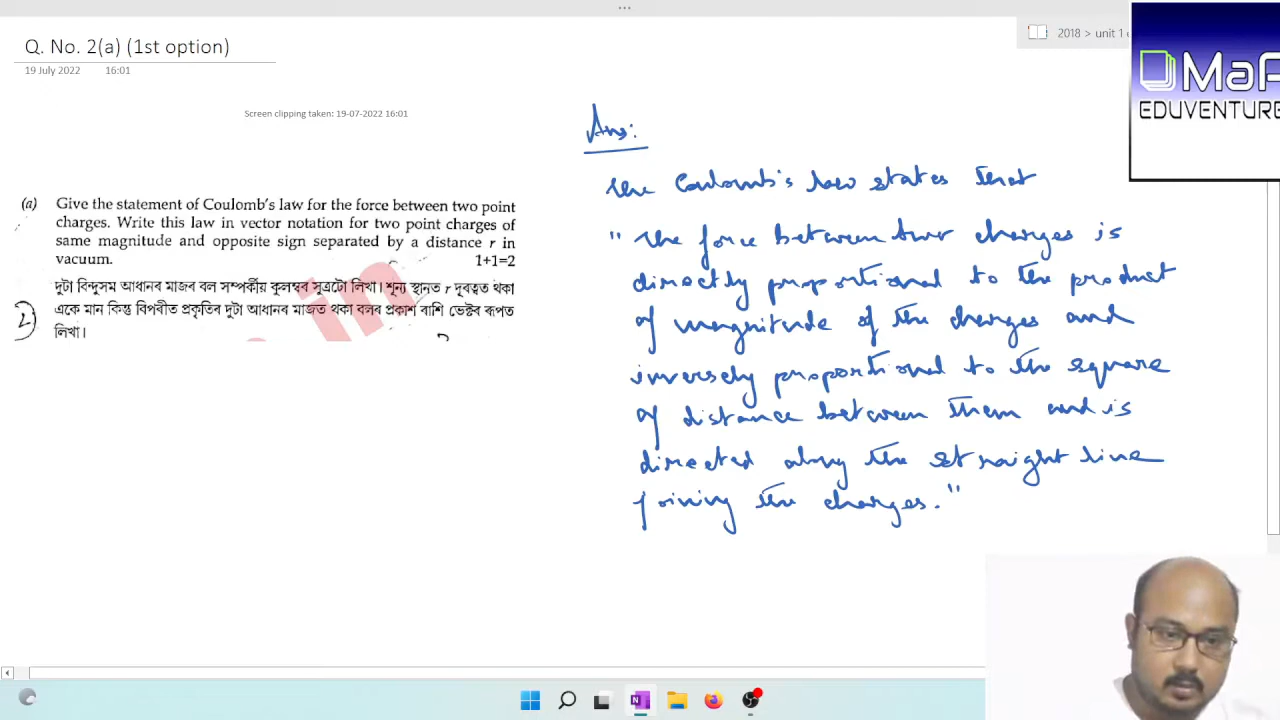 Q. No. 2(a) (1st option)
19 July 2022 16:01
2018 > unit 1
MaF
EDUVENTURE
Screen clipping taken: 19-07-2022 16:01
(a) Give the statement of Coulomb's law for the force between two point
charges. Write this law in vector notation for two point charges of
same magnitude and opposite sign separated by a distance r in
vacuum. 1+1=2
দুটা বিন্দুসম আধানৰ মাজৰ বল সম্পৰ্কীয় কুলম্বৰ সূত্ৰটো লিখা। শূন্য স্থানত r দূৰত্বত থকা
একে মান কিন্তু বিপৰীত প্ৰকৃতিৰ দুটা আধানৰ মাজত থকা বলৰ প্ৰকাশ ৰাশি ভেক্টৰ ৰূপত
লিখা।
2)
in
Ans:
The Coulomb's law states that
"The force between two charges is
directly proportional to the product
of magnitude of the charges and
inversely proportional to the square
of distance between them and is
directed along the straight line
joining the charges."